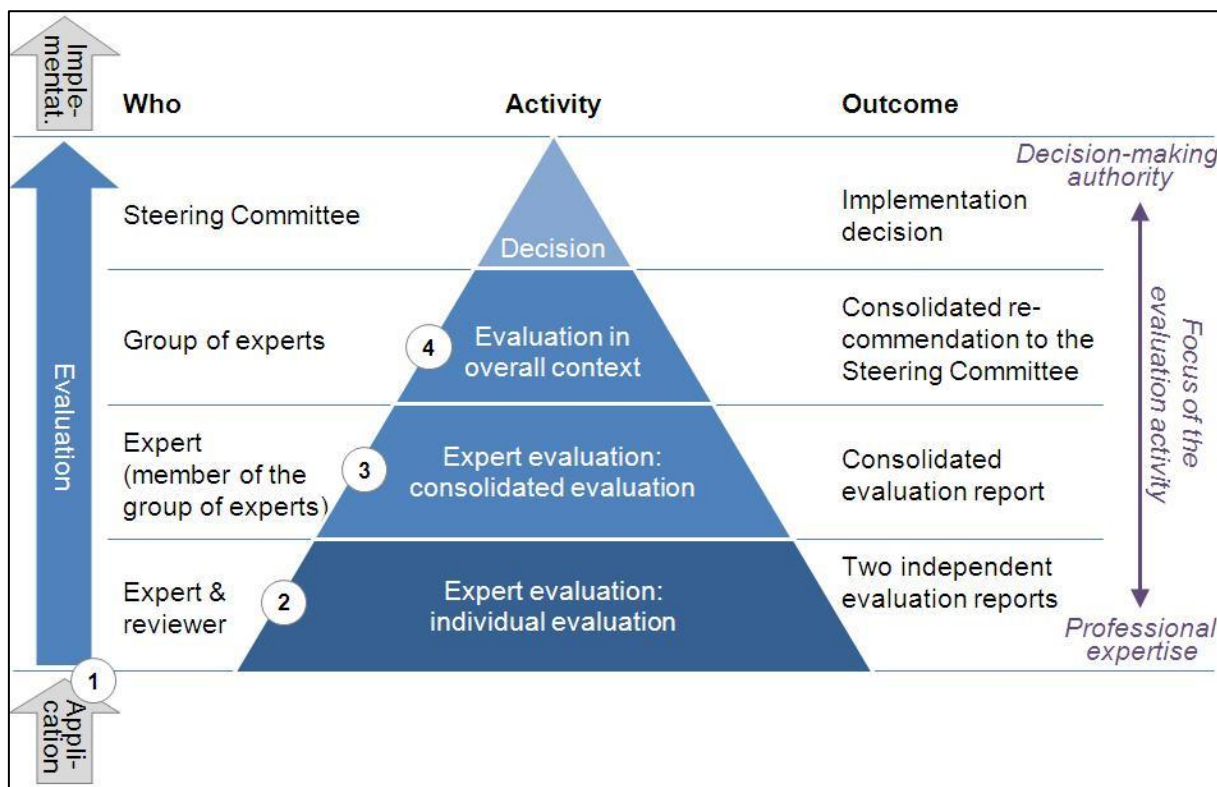 Imple-
mentat.
Who
Activity
Outcome
Decision-making
authority
Steering Committee
Decision
Implementation
decision
Group of experts
4
Evaluation in
overall context
Consolidated re-
commendation to the
Steering Committee
Evaluation
Focus of the
evaluation activity
Expert
(member of the
group of experts)
3
Expert evaluation:
consolidated evaluation
Consolidated
evaluation report
Expert &
reviewer
2
Expert evaluation:
individual evaluation
Two independent
evaluation reports
Professional
expertise
1
Appli-
cation